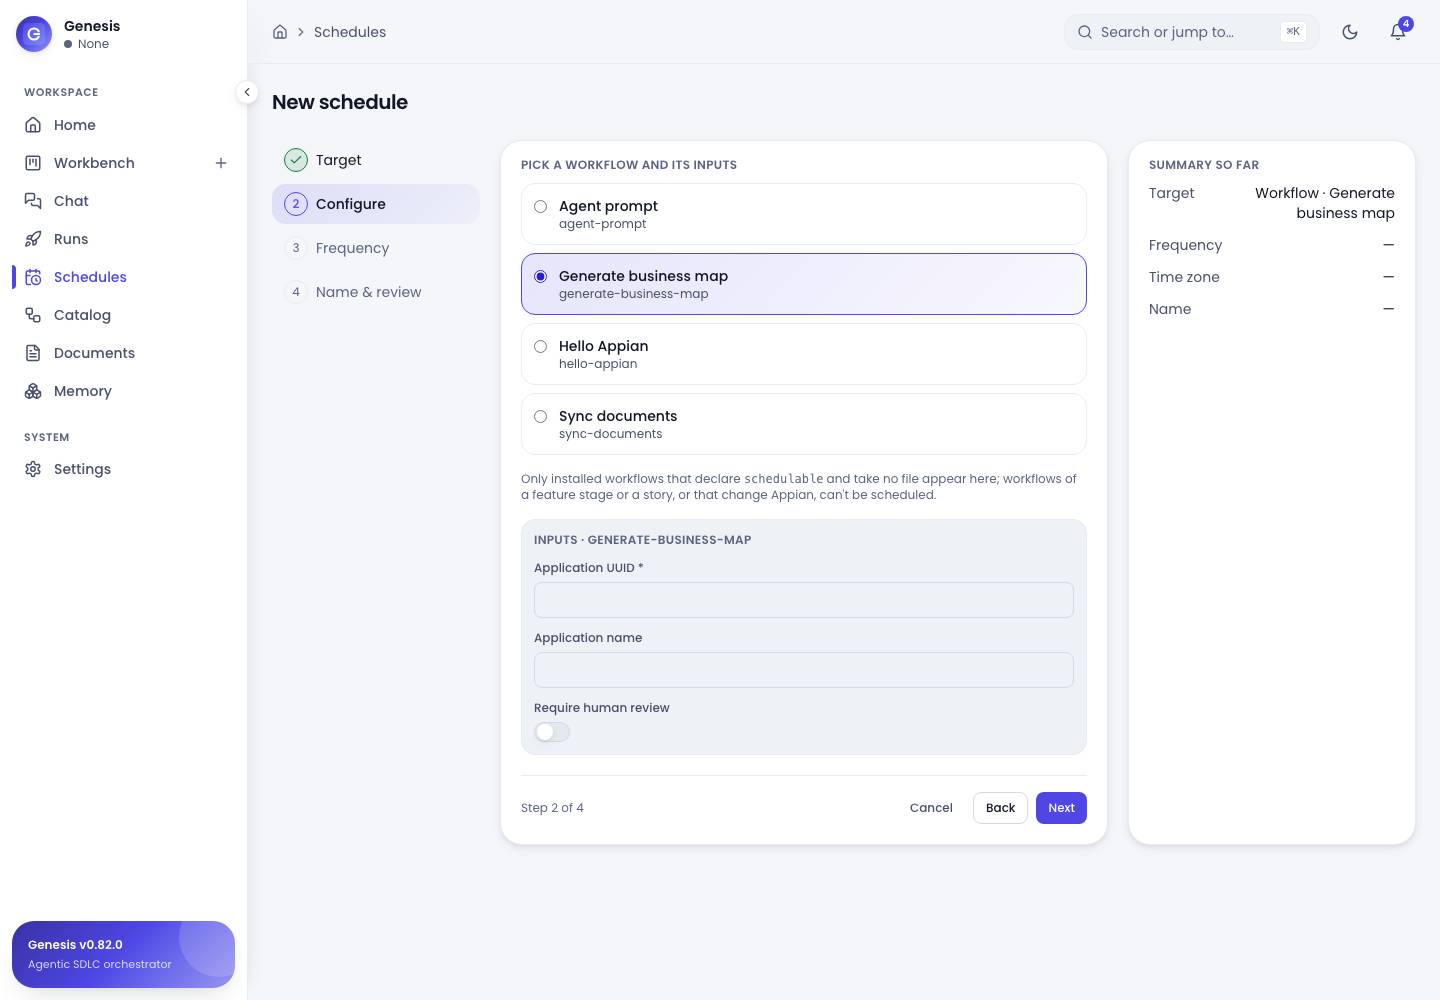 Genesis
None
WORKSPACE
Home
Workbench
Chat
Runs
Schedules
Catalog
Documents
Memory
SYSTEM
Settings
Genesis v0.82.0
Agentic SDLC orchestrator
Schedules
Search or jump to…
⌘K
4
New schedule
Target
2 Configure
3 Frequency
4 Name & review
PICK A WORKFLOW AND ITS INPUTS
Agent prompt
agent-prompt
Generate business map
generate-business-map
Hello Appian
hello-appian
Sync documents
sync-documents
Only installed workflows that declare schedulable and take no file appear here; workflows of
a feature stage or a story, or that change Appian, can't be scheduled.
INPUTS · GENERATE-BUSINESS-MAP
Application UUID *
Application name
Require human review
Step 2 of 4
Cancel
Back
Next
SUMMARY SO FAR
Target Workflow · Generate
business map
Frequency —
Time zone —
Name —